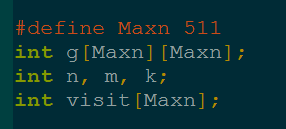 #define Maxn 511
int g[Maxn][Maxn];
int n, m, k;
int visit[Maxn];